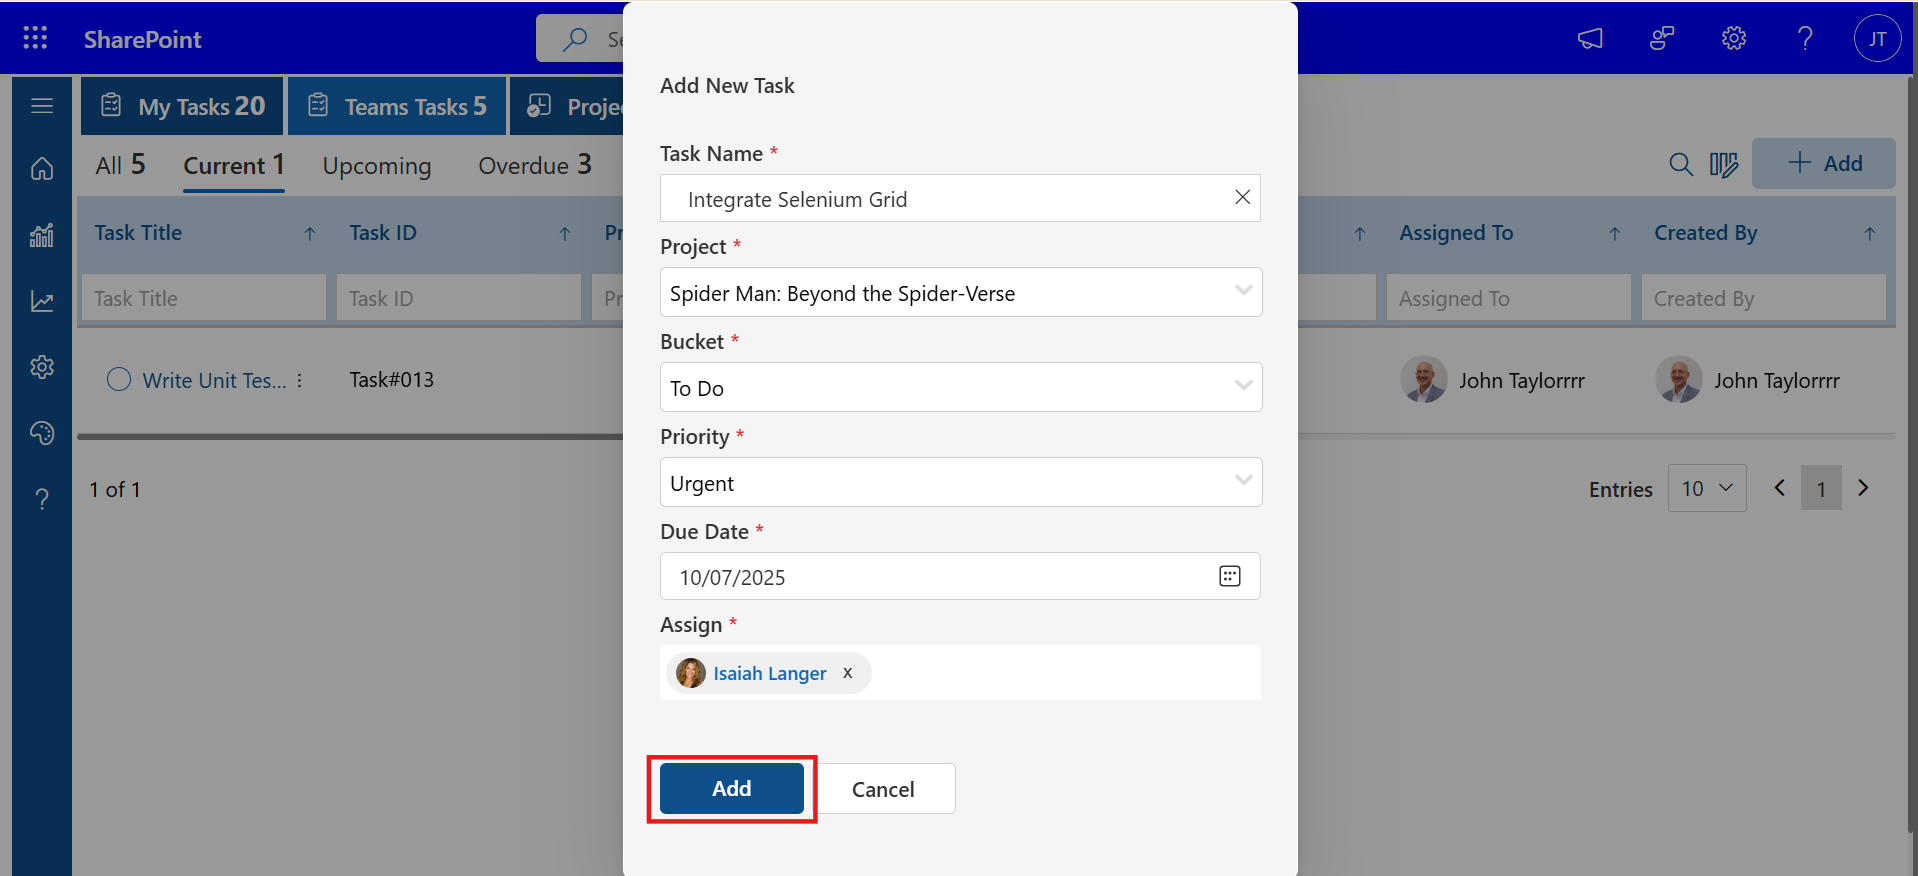 SharePoint
Se
JT
My Tasks 20
Teams Tasks 5
Proje
All 5
Current 1
Upcoming
Overdue 3
Add
Task Title
Task ID
Pr
Assigned To
Created By
Task Title
Task ID
Pr
Assigned To
Created By
Write Unit Tes...
Task#013
John Taylorrrr
John Taylorrrr
1 of 1
Entries
10
1
Add New Task
Task Name *
Integrate Selenium Grid
Project *
Spider Man: Beyond the Spider-Verse
Bucket *
To Do
Priority *
Urgent
Due Date *
10/07/2025
Assign *
Isaiah Langer x
Add
Cancel